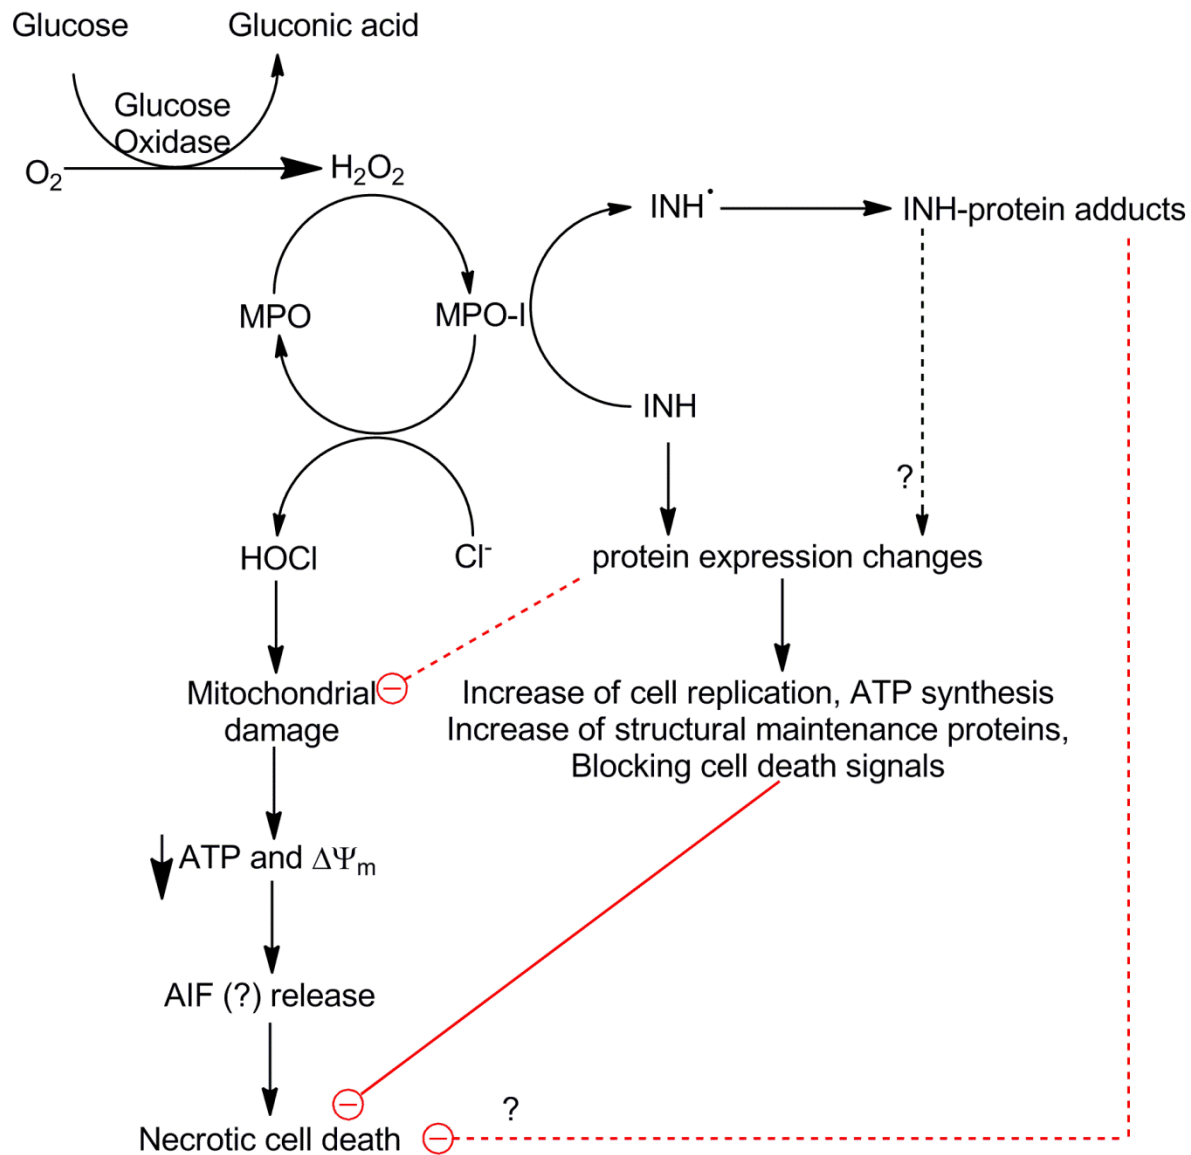 Glucose
Gluconic acid
Glucose
Oxidase
O₂
H₂O₂
INH•
INH-protein adducts
MPO
MPO-I
INH
?
HOCl
Cl⁻
protein expression changes
Mitochondrial
damage
Increase of cell replication, ATP synthesis
Increase of structural maintenance proteins,
Blocking cell death signals
ATP and ΔΨₘ
AIF (?) release
?
Necrotic cell death